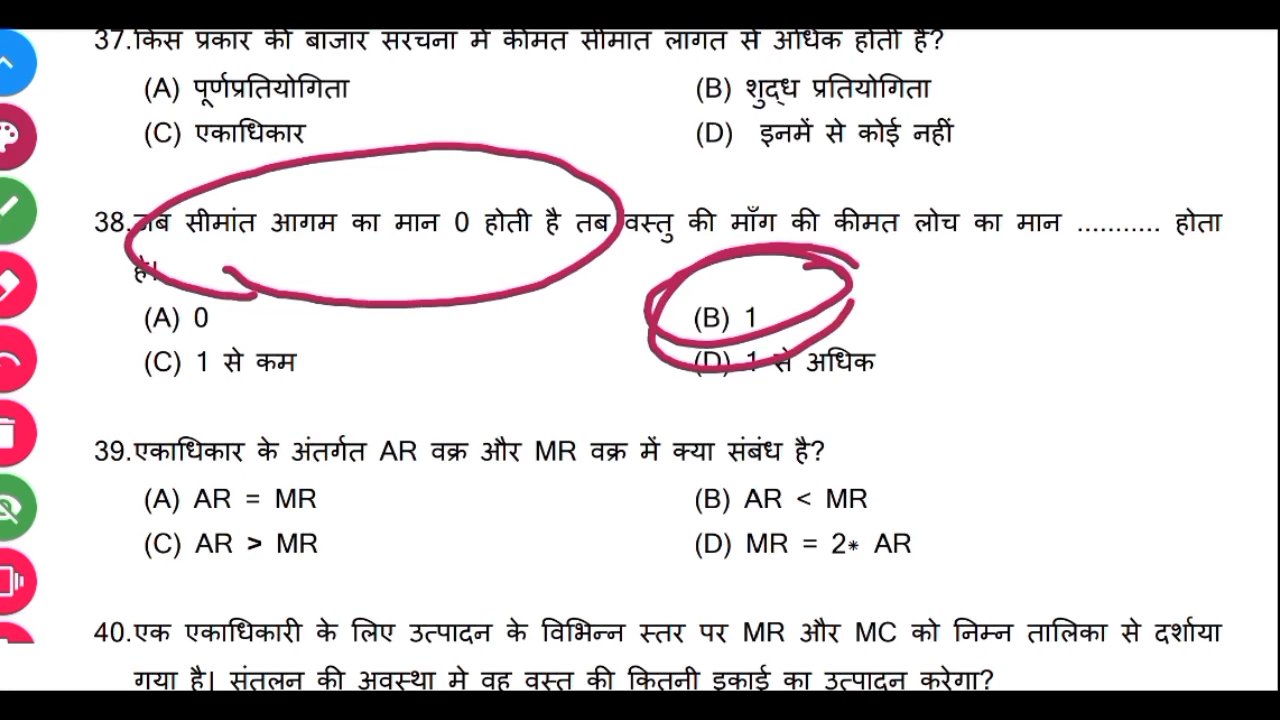 37.किस प्रकार की बाजार संरचना में कीमत सीमांत लागत से अधिक होती है?
(A) पूर्णप्रतियोगिता (B) शुद्ध प्रतियोगिता
(C) एकाधिकार (D) इनमें से कोई नहीं
38.जब सीमांत आगम का मान 0 होती है तब वस्तु की माँग की कीमत लोच का मान ........... होता
है।
(A) 0 (B) 1
(C) 1 से कम (D) 1 से अधिक
39.एकाधिकार के अंतर्गत AR वक्र और MR वक्र में क्या संबंध है?
(A) AR = MR (B) AR < MR
(C) AR > MR (D) MR = 2* AR
40.एक एकाधिकारी के लिए उत्पादन के विभिन्न स्तर पर MR और MC को निम्न तालिका से दर्शाया
गया है। संतुलन की अवस्था मे वह वस्तु की कितनी इकाई का उत्पादन करेगा?